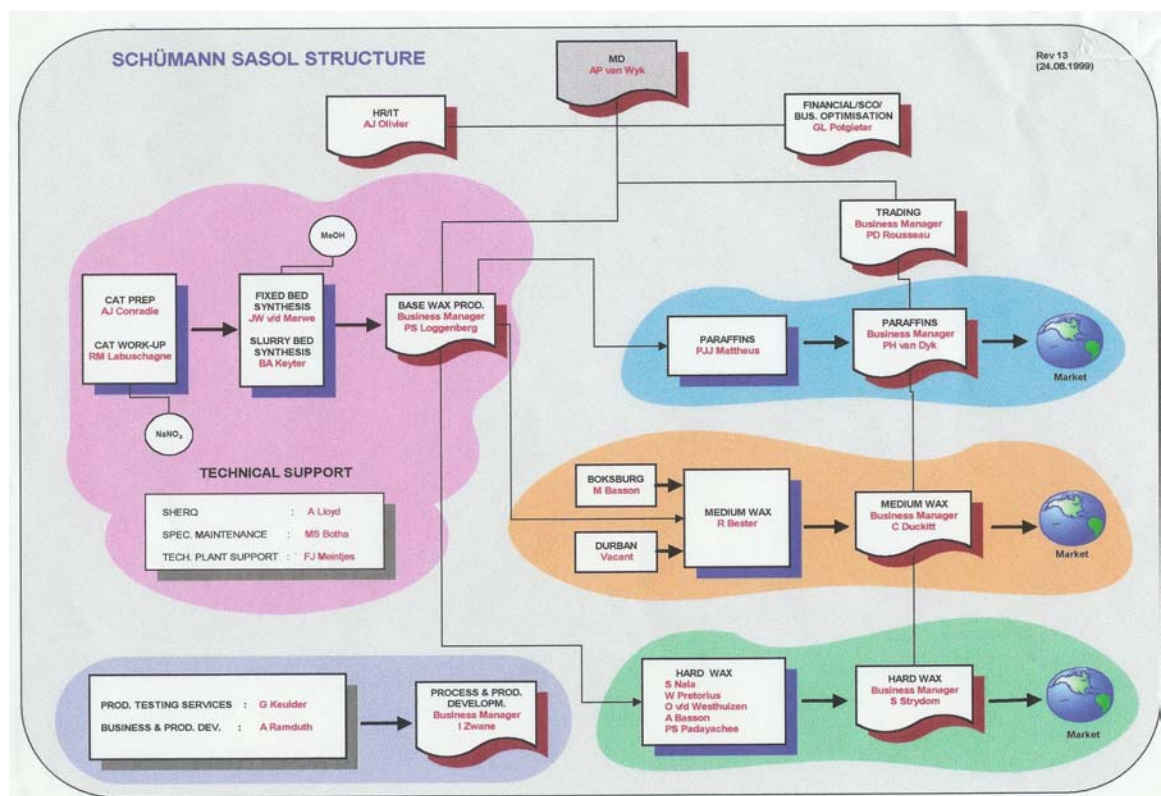 SCHÜMANN SASOL STRUCTURE
Rev 13
(24.08.1999)
MD
AP van Wyk
HR/IT
AJ Olivier
FINANCIAL/SCO/
BUS. OPTIMISATION
GL Potgieter
TRADING
Business Manager
PD Rousseau
MeOH
CAT PREP
AJ Conradie
CAT WORK-UP
RM Labuschagne
NaNO₂
FIXED BED
SYNTHESIS
JW v/d Merwe
SLURRY BED
SYNTHESIS
BA Keyter
BASE WAX PROD.
Business Manager
PS Loggenberg
PARAFFINS
PJJ Mattheus
PARAFFINS
Business Manager
PH van Dyk
Market
TECHNICAL SUPPORT
SHERQ : A Lloyd
SPEC. MAINTENANCE : MS Botha
TECH. PLANT SUPPORT : FJ Meintjes
BOKSBURG
M Basson
DURBAN
Vacant
MEDIUM WAX
R Bester
MEDIUM WAX
Business Manager
C Duckitt
Market
PROD. TESTING SERVICES : G Keulder
BUSINESS & PROD. DEV. : A Ramduth
PROCESS & PROD.
DEVELOPM.
Business Manager
I Zwane
HARD WAX
S Nala
W Pretorius
O v/d Westhuizen
A Basson
PS Padayachee
HARD WAX
Business Manager
S Strydom
Market